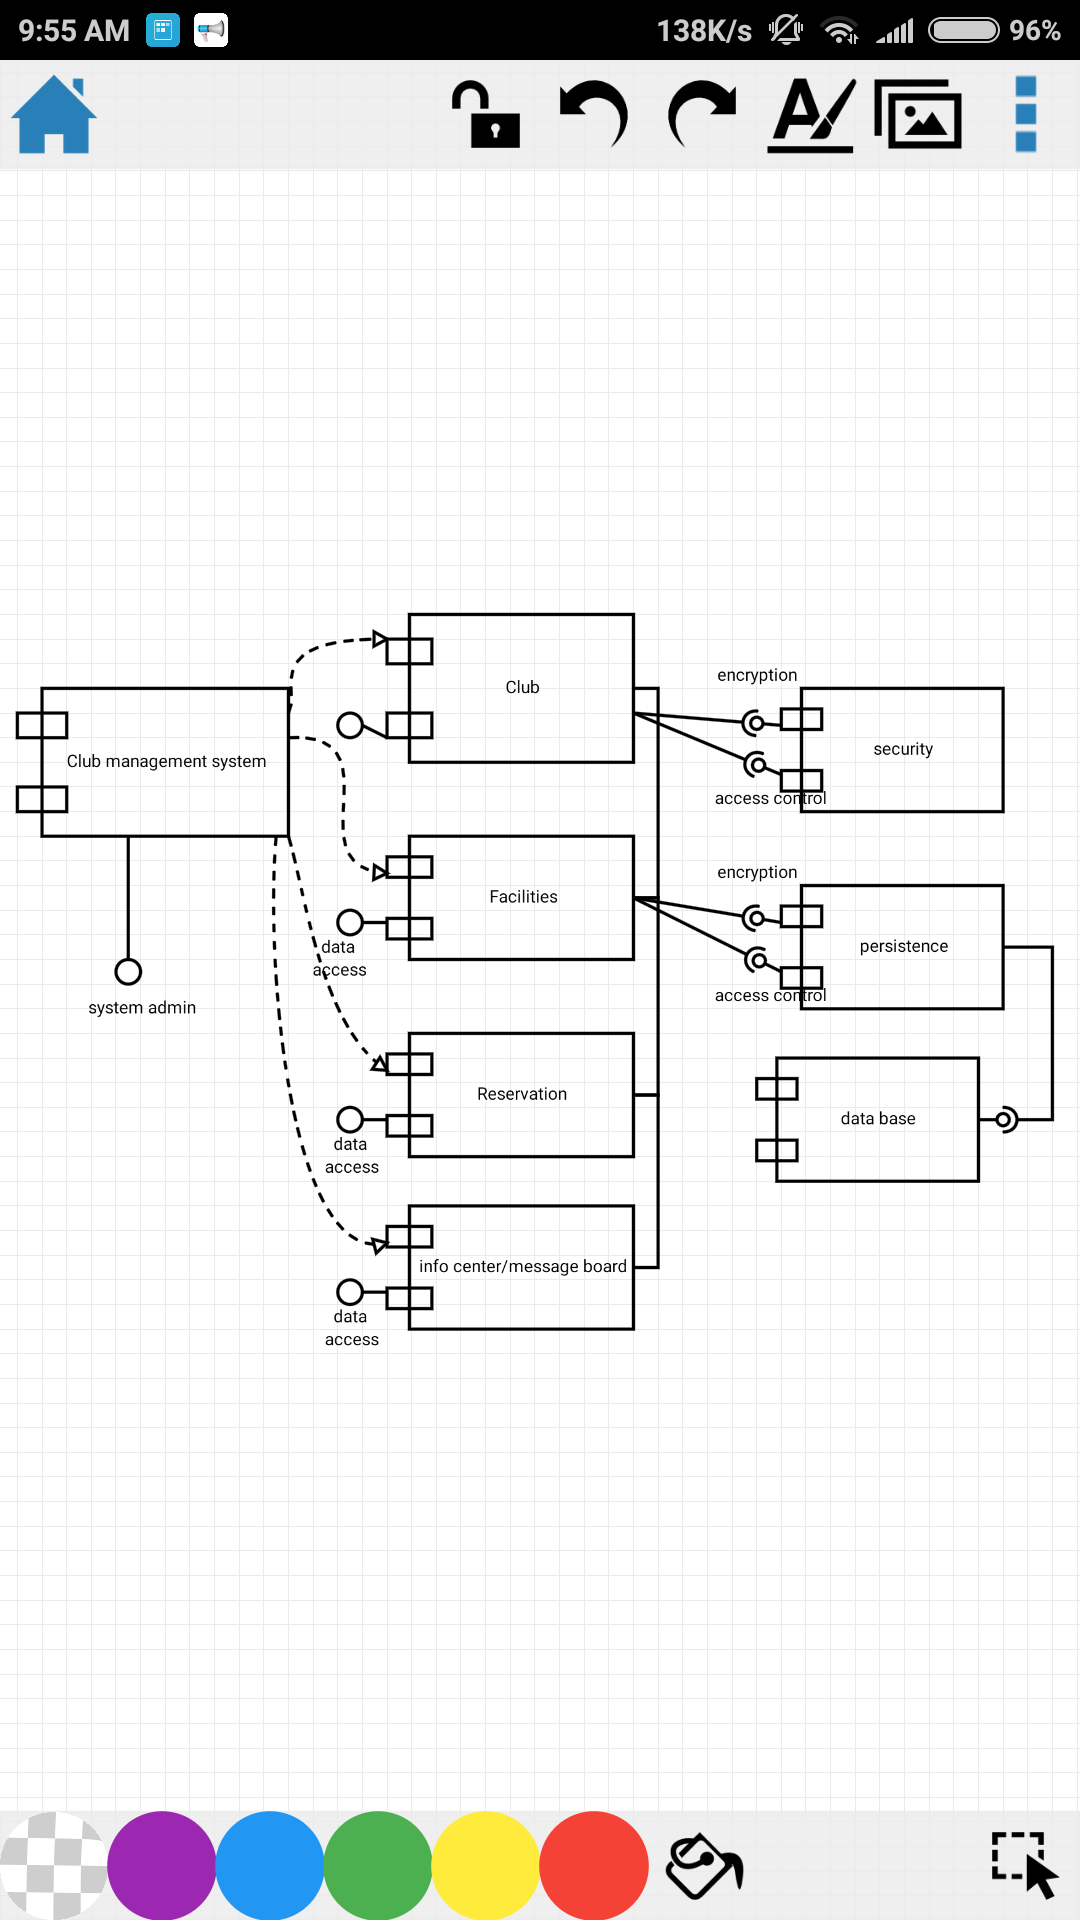 9:55 AM
138K/s
96%
Club
encryption
security
Club management system
access control
encryption
Facilities
data
access
persistence
access control
system admin
Reservation
data base
data
access
info center/message board
data
access